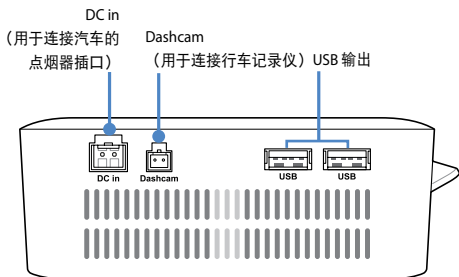 DC in
（用于连接汽车的
点烟器插口）
Dashcam
（用于连接行车记录仪）
USB 输出
DC in
Dashcam
USB
USB